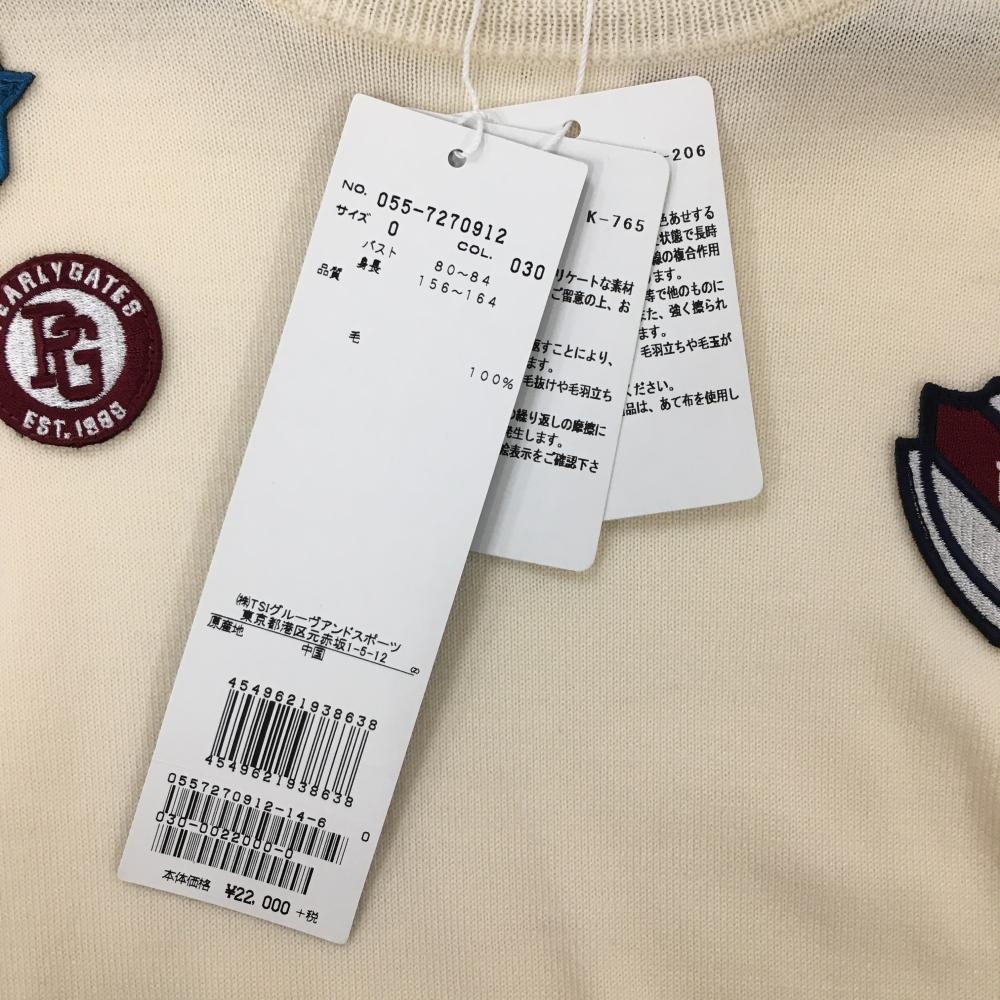 NO. 055-7270912
サイズ 0 COL. 030
バスト 80～84
身長 156～164
品質
毛
100%
㈱TSIグルーヴアンドスポーツ
東京都港区元赤坂1-5-12
原産地
中国
4549621938638
4549621938638
0557270912-14-6 0
030-0022000-0
本体価格 ¥22,000 +税
K-765
リケートな素材
ご留意の上、お
返すことにより、
ます。
毛抜けや毛羽立ち
の繰り返しの摩擦に
発生します。
絵表示をご確認下さ
-206
色あせする
状態で長時
線の複合作用
ます。
等で他のものに
た、強く擦られ
ます。
毛羽立ちや毛玉が
ください。
品は、あて布を使用し
EARLY GATES
PG
EST.1989